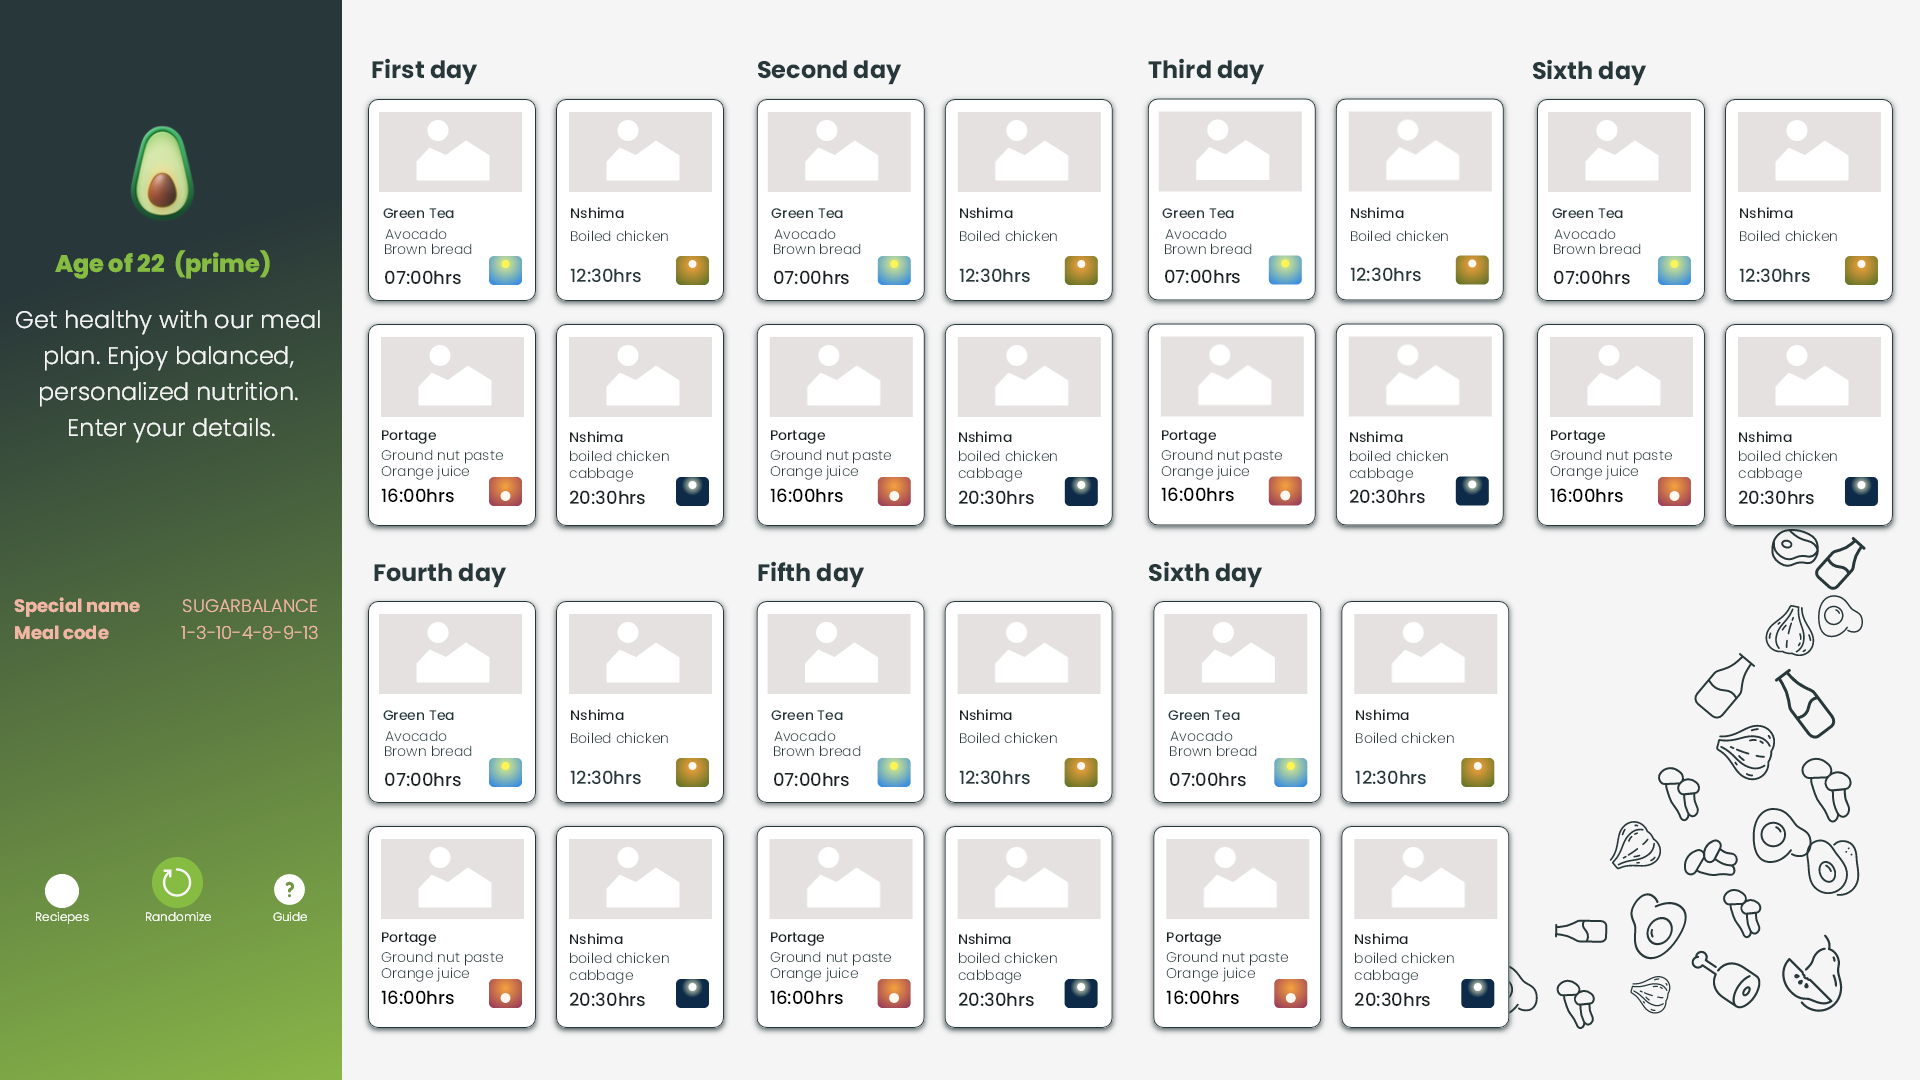 Age of 22 (prime)
Get healthy with our meal
plan. Enjoy balanced,
personalized nutrition.
Enter your details.
Special name SUGARBALANCE
Meal code 1-3-10-4-8-9-13
Reciepes
Randomize
?
Guide
First day
Green Tea
Avocado
Brown bread
07:00hrs
Nshima
Boiled chicken
12:30hrs
Portage
Ground nut paste
Orange juice
16:00hrs
Nshima
boiled chicken
cabbage
20:30hrs
Second day
Green Tea
Avocado
Brown bread
07:00hrs
Nshima
Boiled chicken
12:30hrs
Portage
Ground nut paste
Orange juice
16:00hrs
Nshima
boiled chicken
cabbage
20:30hrs
Third day
Green Tea
Avocado
Brown bread
07:00hrs
Nshima
Boiled chicken
12:30hrs
Portage
Ground nut paste
Orange juice
16:00hrs
Nshima
boiled chicken
cabbage
20:30hrs
Sixth day
Green Tea
Avocado
Brown bread
07:00hrs
Nshima
Boiled chicken
12:30hrs
Portage
Ground nut paste
Orange juice
16:00hrs
Nshima
boiled chicken
cabbage
20:30hrs
Fourth day
Green Tea
Avocado
Brown bread
07:00hrs
Nshima
Boiled chicken
12:30hrs
Portage
Ground nut paste
Orange juice
16:00hrs
Nshima
boiled chicken
cabbage
20:30hrs
Fifth day
Green Tea
Avocado
Brown bread
07:00hrs
Nshima
Boiled chicken
12:30hrs
Portage
Ground nut paste
Orange juice
16:00hrs
Nshima
boiled chicken
cabbage
20:30hrs
Sixth day
Green Tea
Avocado
Brown bread
07:00hrs
Nshima
Boiled chicken
12:30hrs
Portage
Ground nut paste
Orange juice
16:00hrs
Nshima
boiled chicken
cabbage
20:30hrs